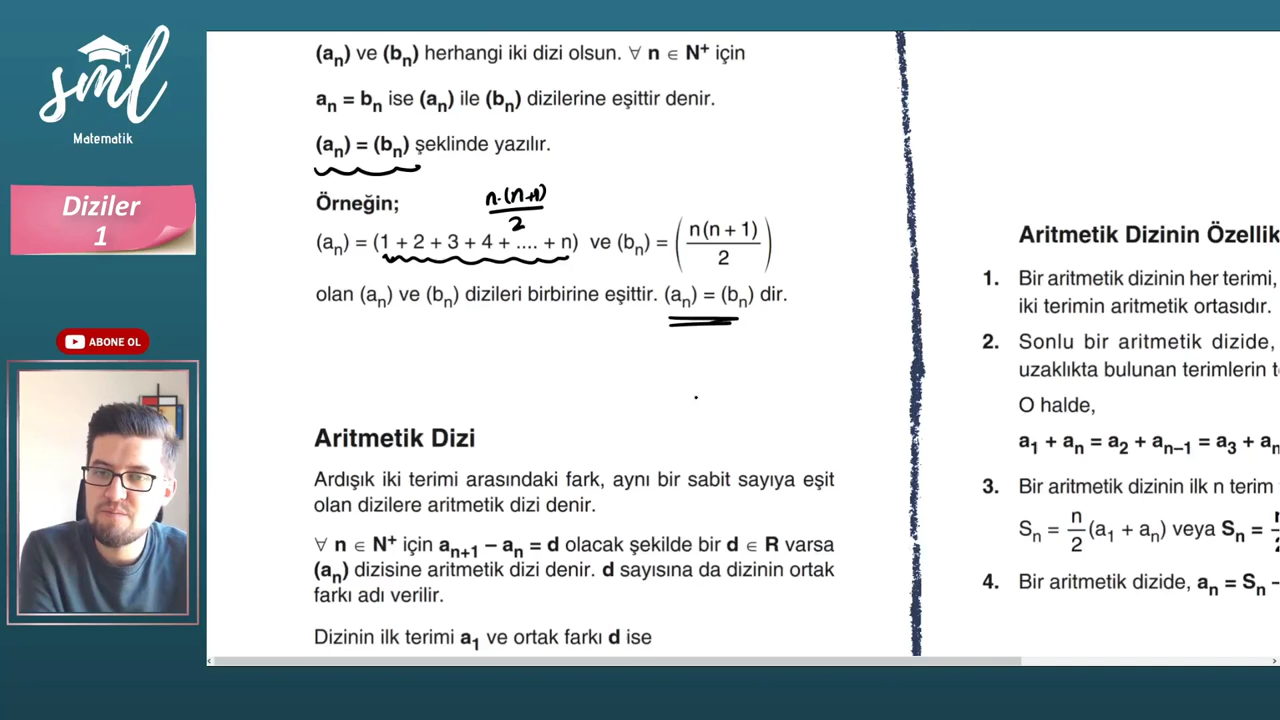 sml
Matematik
Diziler
1
ABONE OL
(an) ve (bn) herhangi iki dizi olsun. ∀ n ∈ N⁺ için
an = bn ise (an) ile (bn) dizilerine eşittir denir.
(an) = (bn) şeklinde yazılır.
Örneğin;
n·(n+1)/2
(an) = (1 + 2 + 3 + 4 + .... + n) ve (bn) = (n(n + 1)/2)
olan (an) ve (bn) dizileri birbirine eşittir. (an) = (bn) dir.
Aritmetik Dizi
Ardışık iki terimi arasındaki fark, aynı bir sabit sayıya eşit
olan dizilere aritmetik dizi denir.
∀ n ∈ N⁺ için an+1 – an = d olacak şekilde bir d ∈ R varsa
(an) dizisine aritmetik dizi denir. d sayısına da dizinin ortak
farkı adı verilir.
Dizinin ilk terimi a1 ve ortak farkı d ise
Aritmetik Dizinin Özellik
1. Bir aritmetik dizinin her terimi,
iki terimin aritmetik ortasıdır.
2. Sonlu bir aritmetik dizide,
uzaklıkta bulunan terimlerin t
O halde,
a1 + an = a2 + an–1 = a3 + an
3. Bir aritmetik dizinin ilk n terim
Sn = n/2 (a1 + an) veya Sn = n/2
4. Bir aritmetik dizide, an = Sn –